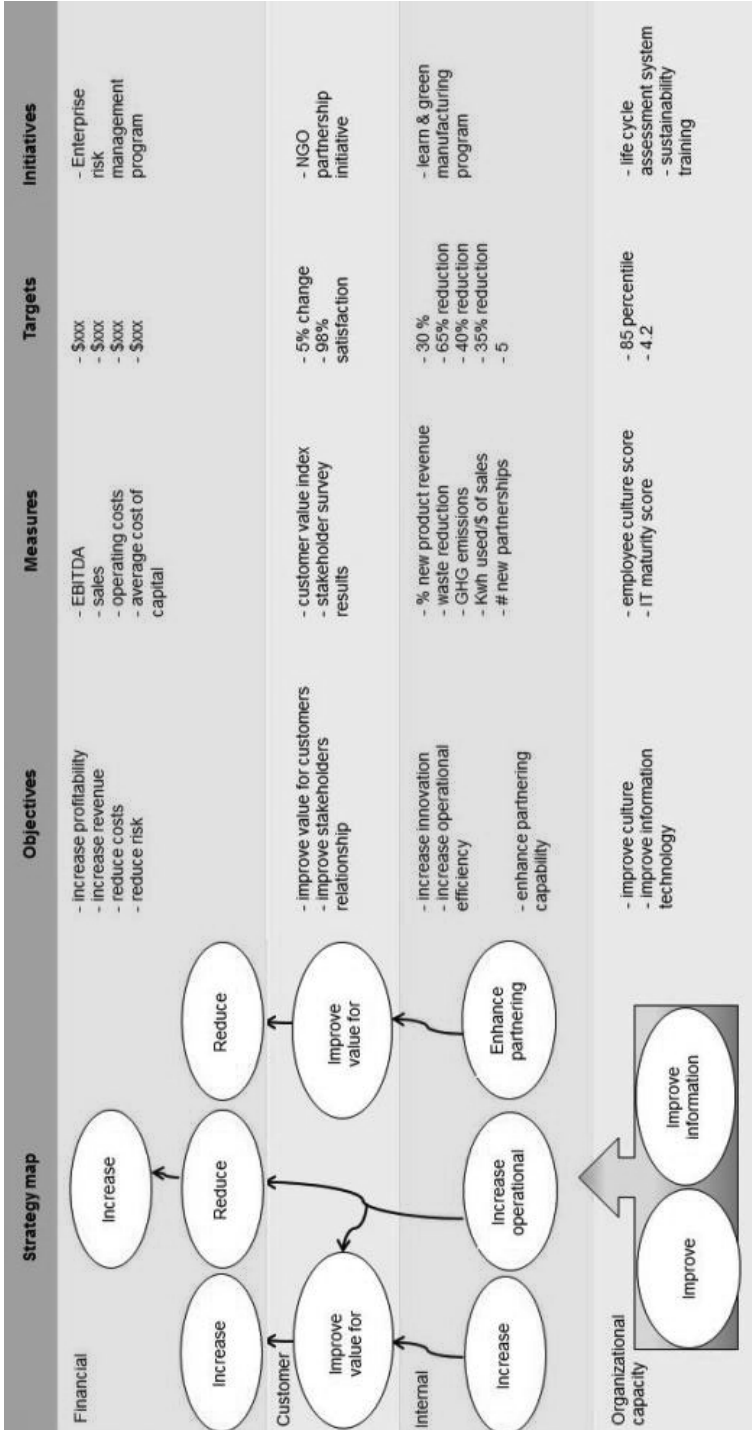 Strategy map
Objectives
Measures
Targets
Initiatives
Financial
Increase
Increase
Reduce
Reduce
- increase profitability
- increase revenue
- reduce costs
- reduce risk
- EBITDA
- sales
- operating costs
- average cost of
capital
- $xxx
- $xxx
- $xxx
- $xxx
- Enterprise
risk
management
program
Customer
Improve
value for
Improve
value for
- improve value for customers
- improve stakeholders
relationship
- customer value index
- stakeholder survey
results
- 5% change
- 98%
satisfaction
- NGO
partnership
initiative
Internal
Increase
Increase
operational
Enhance
partnering
- increase innovation
- increase operational
efficiency
- enhance partnering
capability
- % new product revenue
- waste reduction
- GHG emissions
- Kwh used/$ of sales
- # new partnerships
- 30 %
- 65% reduction
- 40% reduction
- 35% reduction
- 5
- learn & green
manufacturing
program
Organizational
capacity
Improve
Improve
information
- improve culture
- improve information
technology
- employee culture score
- IT maturity score
- 85 percentile
- 4.2
- life cycle
assessment system
- sustainability
training